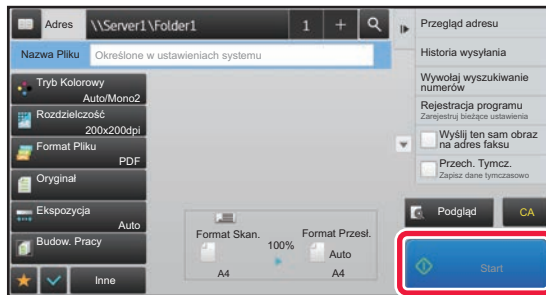 Adres
\\Server1\Folder1
1
+
Nazwa Pliku
Określone w ustawieniach systemu
Tryb Kolorowy
Auto/Mono2
Rozdzielczość
200x200dpi
Format Pliku
PDF
Oryginał
Ekspozycja
Auto
Budow. Pracy
Inne
Format Skan.
A4
100%
Format Przesł.
Auto
A4
Przegląd adresu
Historia wysyłania
Wywołaj wyszukiwanie
numerów
Rejestracja programu
Zarejestruj bieżące ustawienia
Wyślij ten sam obraz
na adres faksu
Przech. Tymcz.
Zapisz dane tymczasowo
Podgląd
CA
Start